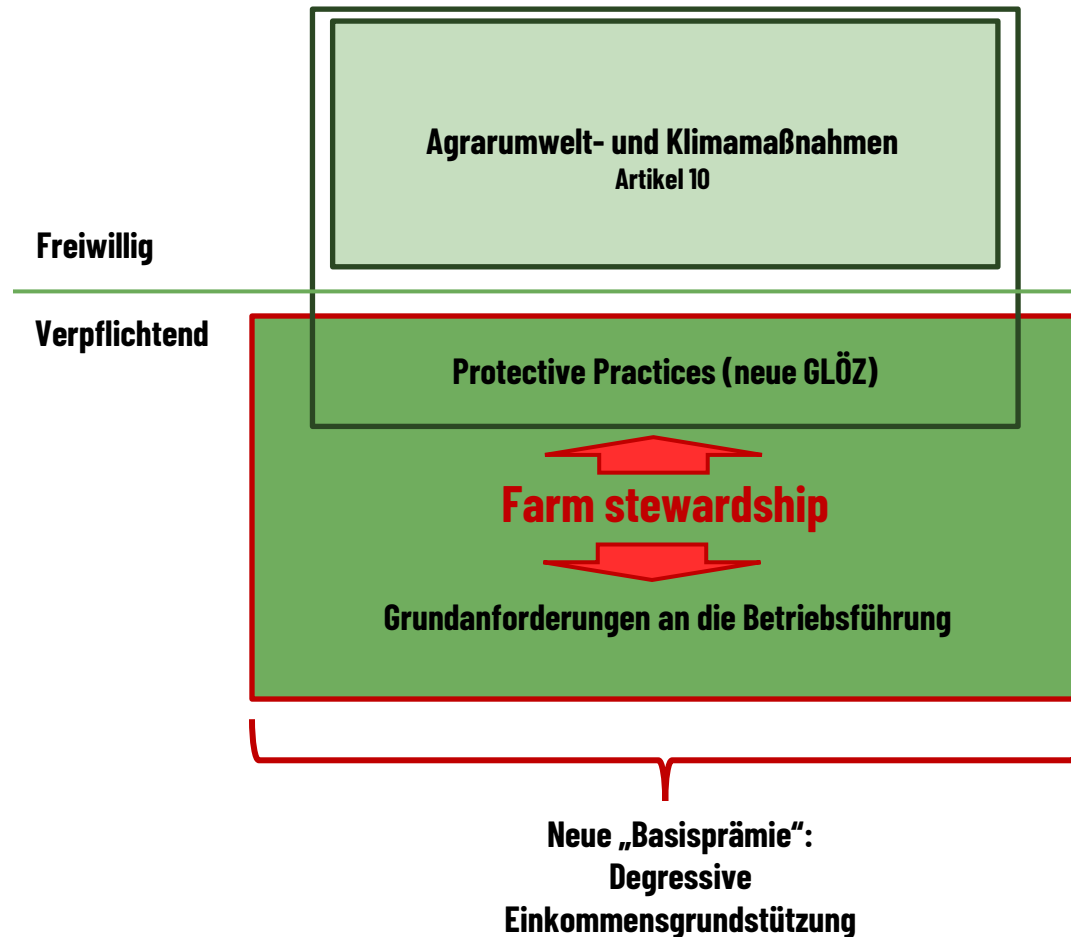 Agrarumwelt- und Klimamaßnahmen
Artikel 10
Freiwillig
Verpflichtend
Protective Practices (neue GLÖZ)
Farm stewardship
Grundanforderungen an die Betriebsführung
Neue „Basisprämie“:
Degressive
Einkommensgrundstützung